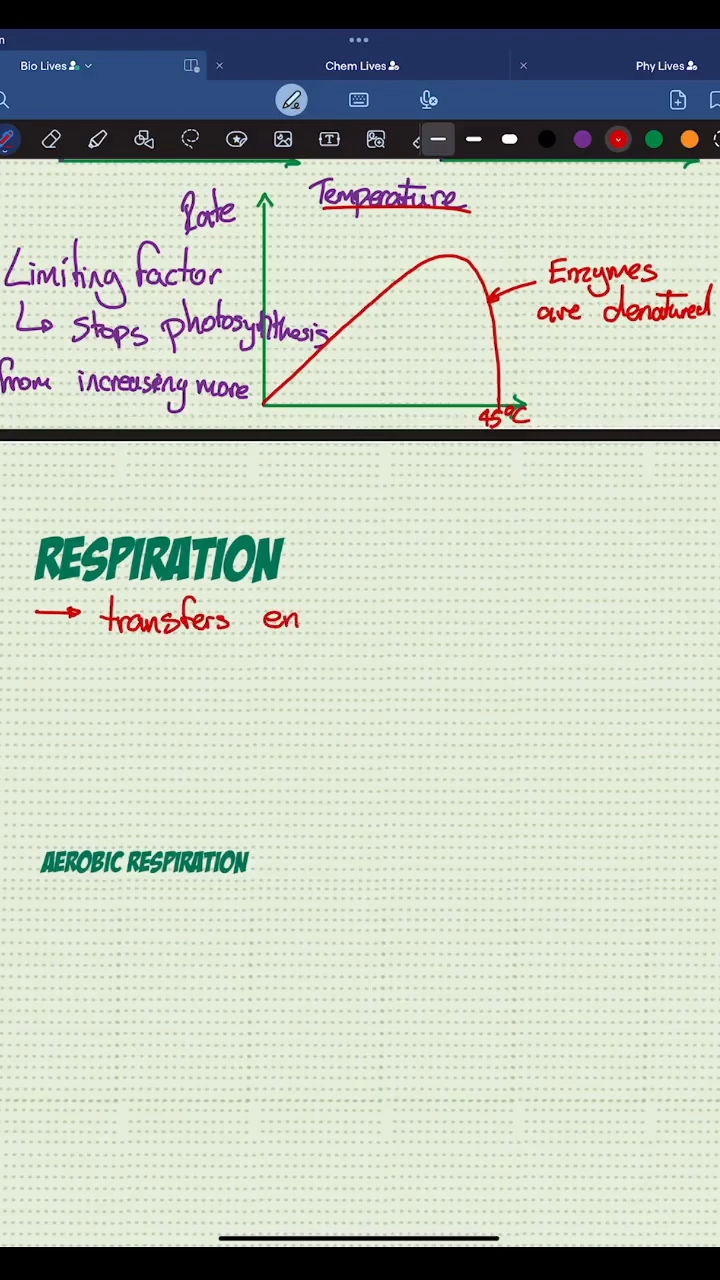 Bio Lives
Chem Lives
Phy Lives
Rate
Temperature
Limiting factor
↳ stops photosynthesis
from increasing more
Enzymes
are denatured
45°C
RESPIRATION
→ transfers en
AEROBIC RESPIRATION